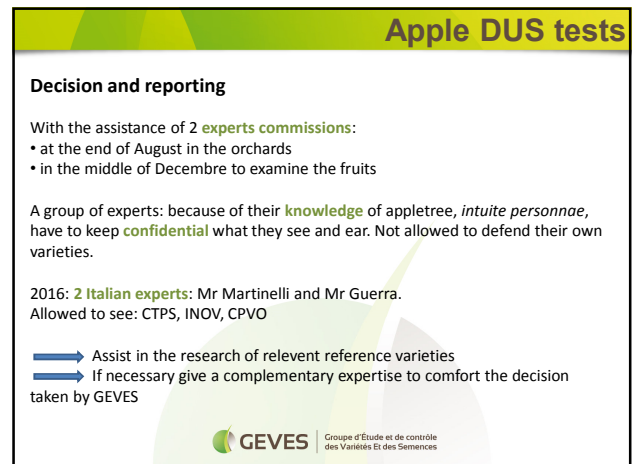 Apple DUS tests
Decision and reporting
With the assistance of 2 experts commissions:
• at the end of August in the orchards
• in the middle of Decembre to examine the fruits
A group of experts: because of their knowledge of appletree, intuite personnae,
have to keep confidential what they see and ear. Not allowed to defend their own
varieties.
2016: 2 Italian experts: Mr Martinelli and Mr Guerra.
Allowed to see: CTPS, INOV, CPVO
Assist in the research of relevent reference varieties
If necessary give a complementary expertise to comfort the decision
taken by GEVES
GEVES
Groupe d'Étude et de contrôle
des Variétés Et des Semences